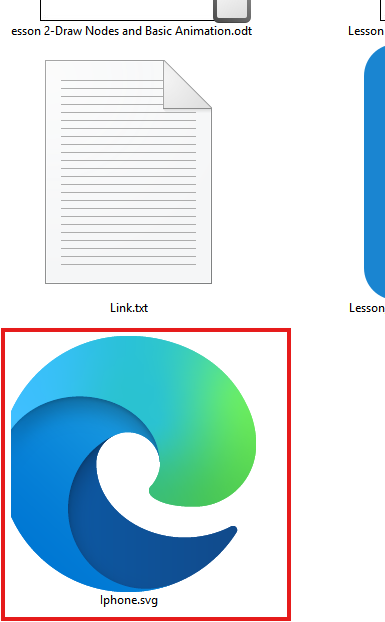 esson 2-Draw Nodes and Basic Animation.odt
Lesson
Link.txt
Lesson
Iphone.svg